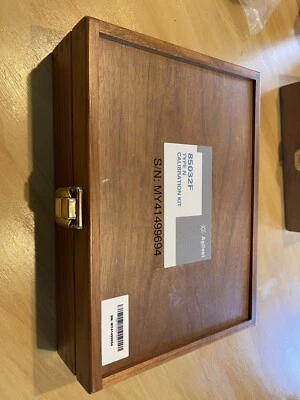 85032F
TYPE N
CALIBRATION KIT
Agilent
S/N: MY41499694